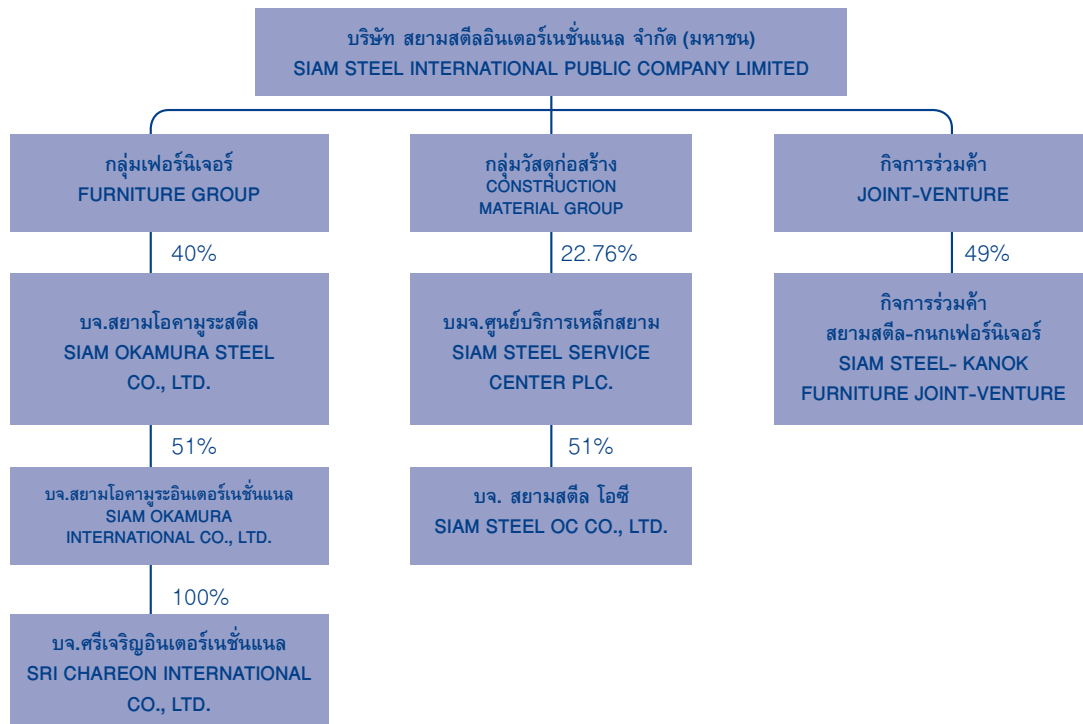 บริษัท สยามสตีลอินเตอร์เนชั่นแนล จำกัด (มหาชน)
SIAM STEEL INTERNATIONAL PUBLIC COMPANY LIMITED
กลุ่มเฟอร์นิเจอร์
FURNITURE GROUP
40%
บจ.สยามโอคามูระสตีล
SIAM OKAMURA STEEL
CO., LTD.
51%
บจ.สยามโอคามูระอินเตอร์เนชั่นแนล
SIAM OKAMURA
INTERNATIONAL CO., LTD.
100%
บจ.ศรีเจริญอินเตอร์เนชั่นแนล
SRI CHAREON INTERNATIONAL
CO., LTD.
กลุ่มวัสดุก่อสร้าง
CONSTRUCTION
MATERIAL GROUP
22.76%
บมจ.ศูนย์บริการเหล็กสยาม
SIAM STEEL SERVICE
CENTER PLC.
51%
บจ. สยามสตีล โอซี
SIAM STEEL OC CO., LTD.
กิจการร่วมค้า
JOINT-VENTURE
49%
กิจการร่วมค้า
สยามสตีล-กนกเฟอร์นิเจอร์
SIAM STEEL- KANOK
FURNITURE JOINT-VENTURE